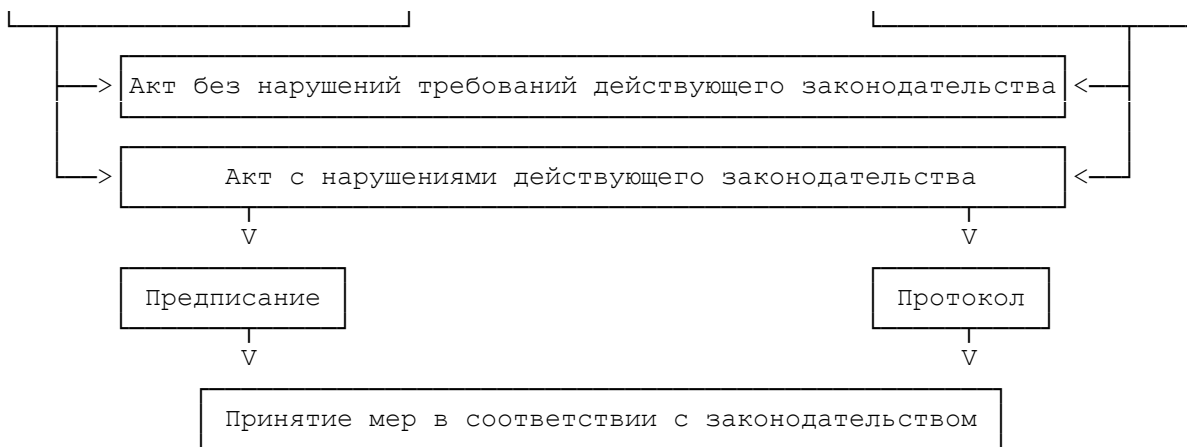 Акт без нарушений требований действующего законодательства
Акт с нарушениями действующего законодательства
V V
Предписание Протокол
V V
Принятие мер в соответствии с законодательством